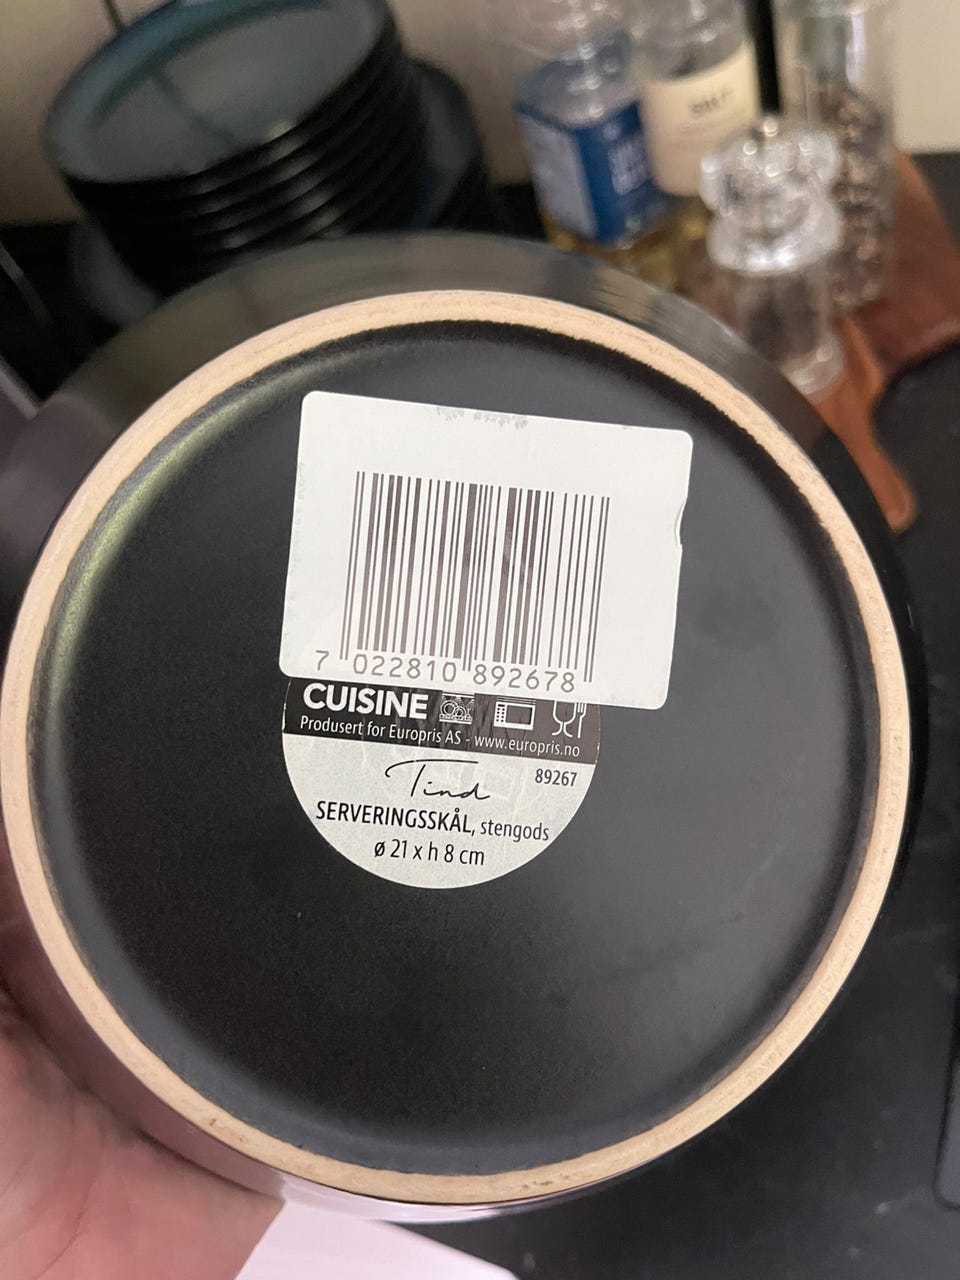 7 022810 892678
CUISINE
Produsert for Europris AS - www.europris.no
Tind
89267
SERVERINGSSKÅL, stengods
ø 21 x h 8 cm